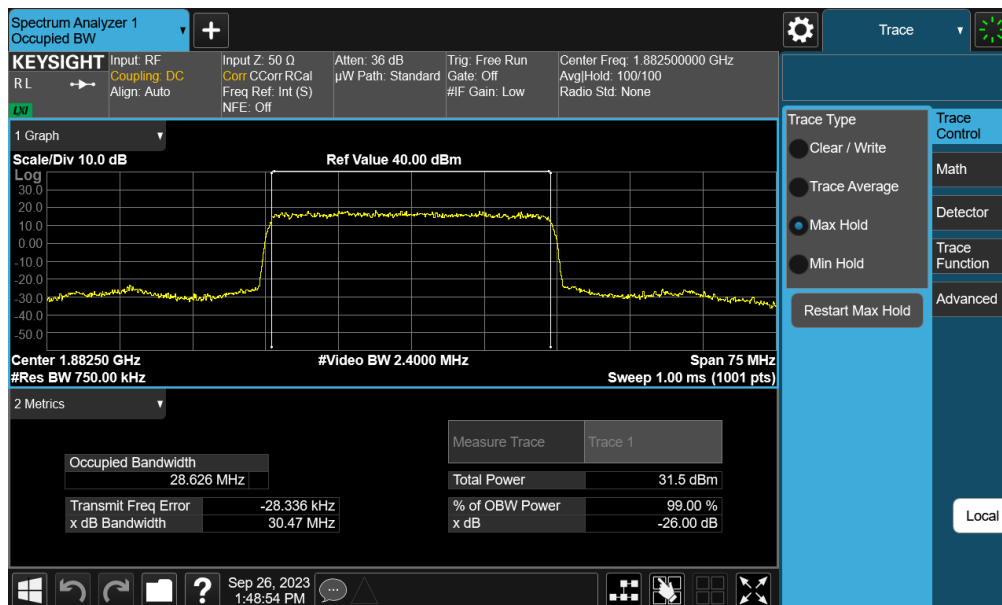 Spectrum Analyzer 1
Occupied BW
▼
+
Trace
▼
KEYSIGHT
RL
LXI
Input: RF
Coupling: DC
Align: Auto
Input Z: 50 Ω
Corr CCorr RCal
Freq Ref: Int (S)
NFE: Off
Atten: 36 dB
µW Path: Standard
Trig: Free Run
Gate: Off
#IF Gain: Low
Center Freq: 1.882500000 GHz
Avg|Hold: 100/100
Radio Std: None
1 Graph ▼
Scale/Div 10.0 dB
Ref Value 40.00 dBm
Log
30.0
20.0
10.0
0.00
-10.0
-20.0
-30.0
-40.0
-50.0
Center 1.88250 GHz
#Video BW 2.4000 MHz
Span 75 MHz
#Res BW 750.00 kHz
Sweep 1.00 ms (1001 pts)
2 Metrics ▼
Measure Trace Trace 1
Occupied Bandwidth
28.626 MHz
Total Power 31.5 dBm
Transmit Freq Error -28.336 kHz
% of OBW Power 99.00 %
x dB Bandwidth 30.47 MHz
x dB -26.00 dB
Trace Type
Clear / Write
Trace Average
Max Hold
Min Hold
Restart Max Hold
Trace
Control
Math
Detector
Trace
Function
Advanced
Local
?
Sep 26, 2023
1:48:54 PM